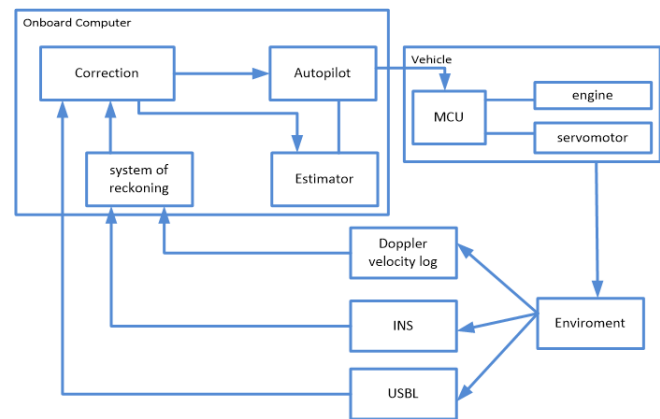 Onboard Computer
Correction
Autopilot
Vehicle
MCU
engine
servomotor
system of
reckoning
Estimator
Doppler
velocity log
INS
Enviroment
USBL